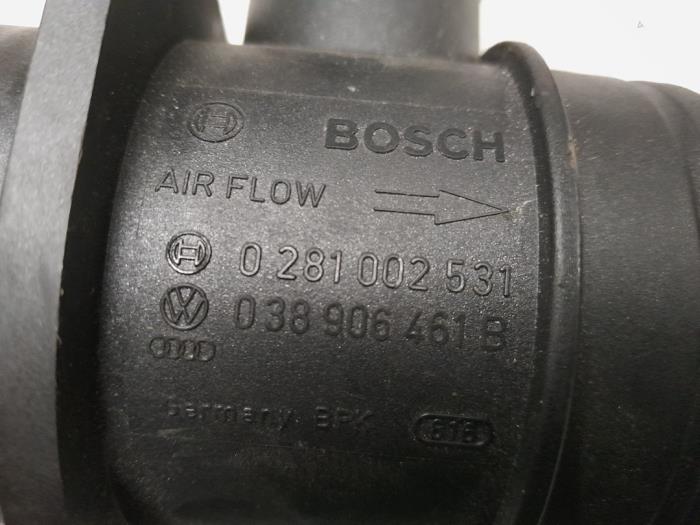 BOSCH
AIR FLOW
0 281 002 531
038 906 461 B
Germany BPK 616